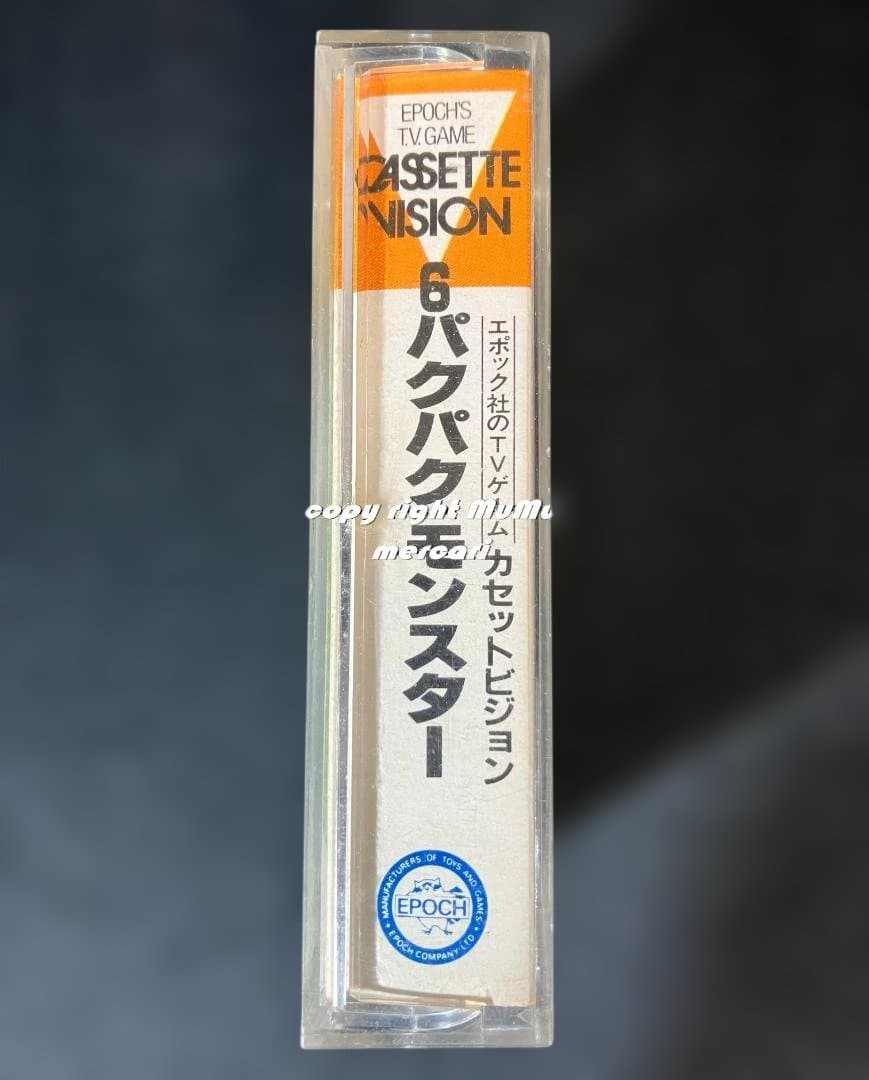 EPOCH'S
T.V. GAME
CASSETTE
VISION
6パクパクモンスター
エポック社のTVゲーム カセットビジョン
copy right MuMu
mercari
MANUFACTURERS OF TOYS AND GAMES
EPOCH
EPOCH COMPANY LTD